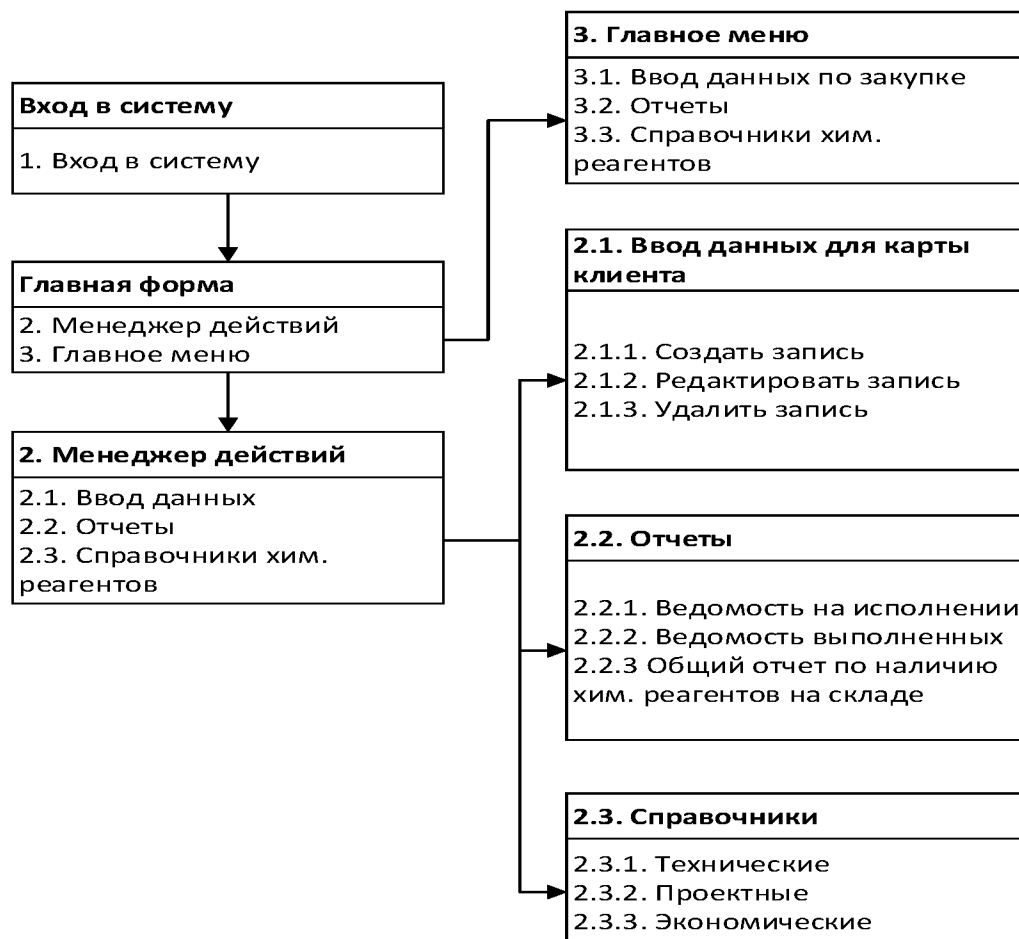 Вход в систему
1. Вход в систему
Главная форма
2. Менеджер действий
3. Главное меню
2. Менеджер действий
2.1. Ввод данных
2.2. Отчеты
2.3. Справочники хим.
реагентов
3. Главное меню
3.1. Ввод данных по закупке
3.2. Отчеты
3.3. Справочники хим.
реагентов
2.1. Ввод данных для карты
клиента
2.1.1. Создать запись
2.1.2. Редактировать запись
2.1.3. Удалить запись
2.2. Отчеты
2.2.1. Ведомость на исполнении
2.2.2. Ведомость выполненных
2.2.3 Общий отчет по наличию
хим. реагентов на складе
2.3. Справочники
2.3.1. Технические
2.3.2. Проектные
2.3.3. Экономические